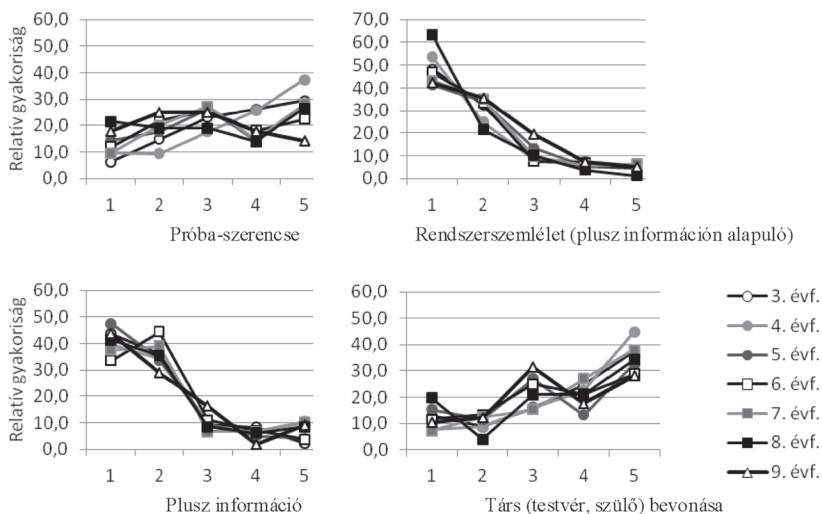 Relatív gyakoriság
60,0
50,0
40,0
30,0
20,0
10,0
0,0
1 2 3 4 5
Próba-szerencse
70,0
60,0
50,0
40,0
30,0
20,0
10,0
0,0
1 2 3 4 5
Rendszerszemlélet (plusz információn alapuló)
Relatív gyakoriság
60,0
50,0
40,0
30,0
20,0
10,0
0,0
1 2 3 4 5
Plusz információ
60,0
50,0
40,0
30,0
20,0
10,0
0,0
1 2 3 4 5
Társ (testvér, szülő) bevonása
3. évf.
4. évf.
5. évf.
6. évf.
7. évf.
8. évf.
9. évf.